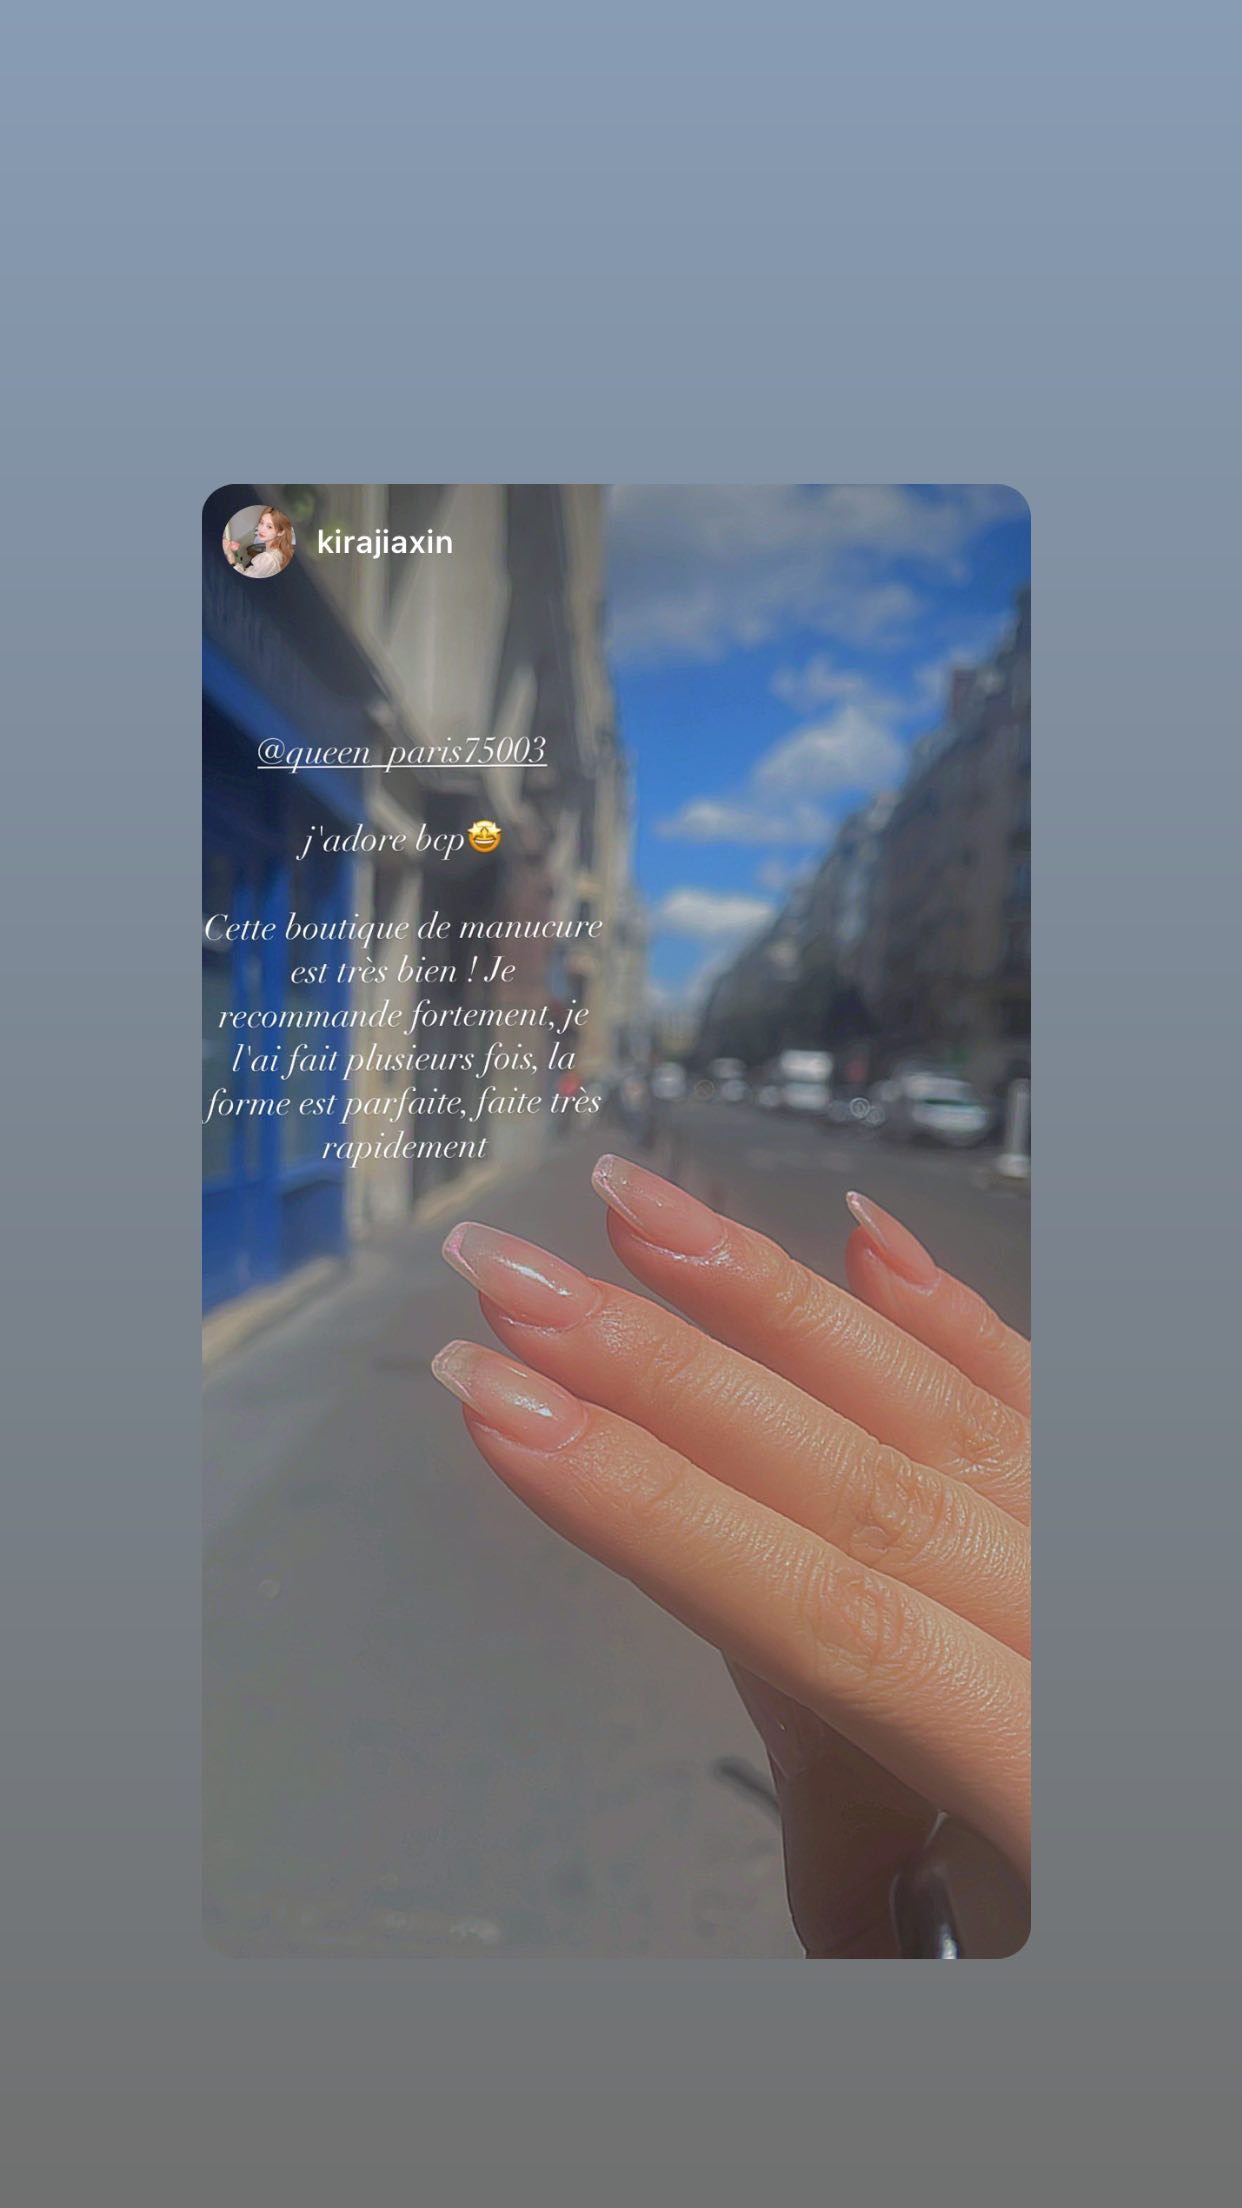 kirajiaxin
@queen_paris75003
j'adore bcp🤩
Cette boutique de manucure
est très bien ! Je
recommande fortement, je
l'ai fait plusieurs fois, la
forme est parfaite, faite très
rapidement